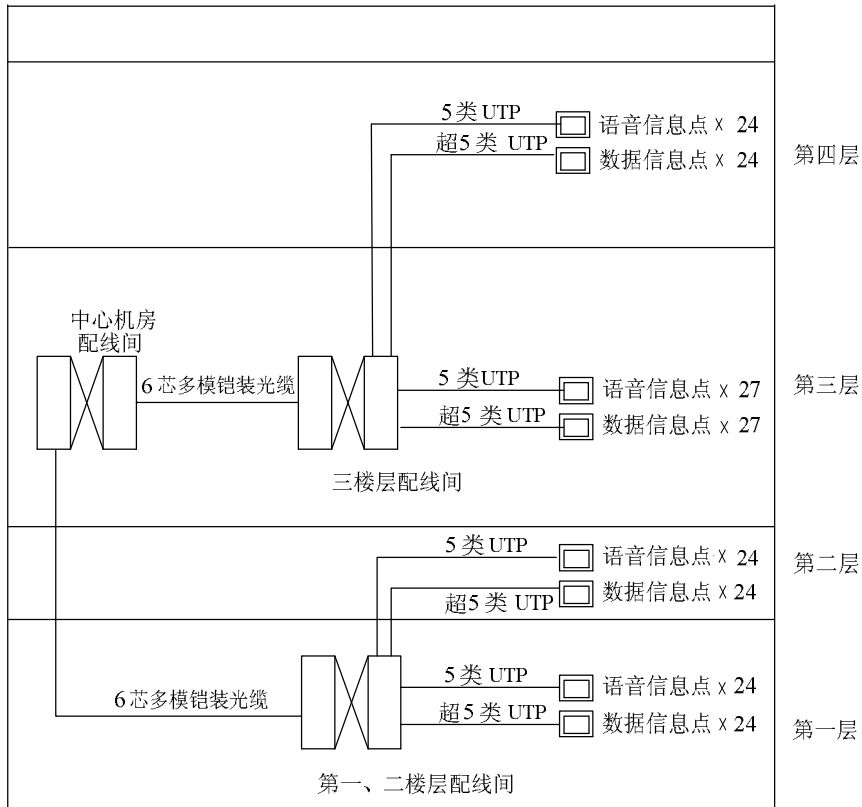 5类 UTP
语音信息点 × 24
超5 类 UTP
数据信息点 × 24
第四层
中心机房
配线间
6 芯多模铠装光缆
5 类UTP
语音信息点 × 27
第三层
超5 类 UTP
数据信息点 × 27
三楼层配线间
5类 UTP
语音信息点 × 24
第二层
超5 类 UTP
数据信息点 × 24
5类 UTP
语音信息点 × 24
6 芯多模铠装光缆
超5 类 UTP
数据信息点 × 24
第一层
第一、二楼层配线间